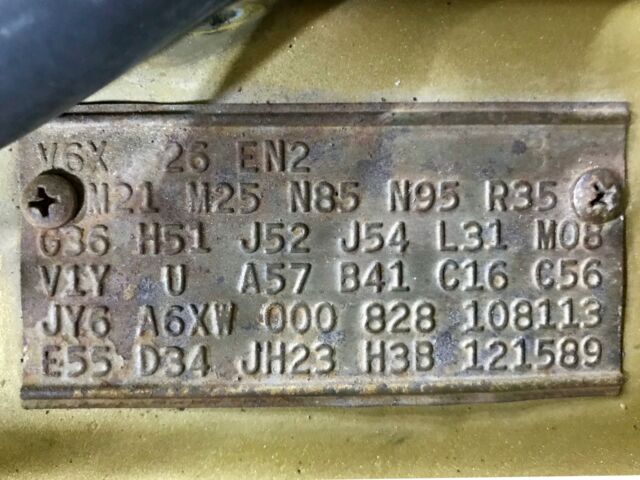 V6X 26 EN2
M21 M25 N85 N95 R35
G36 H51 J52 J54 L31 M08
V1Y U A57 B41 C16 C56
JY6 A6XW 000 828 108113
E55 D34 JH23 H3B 121589